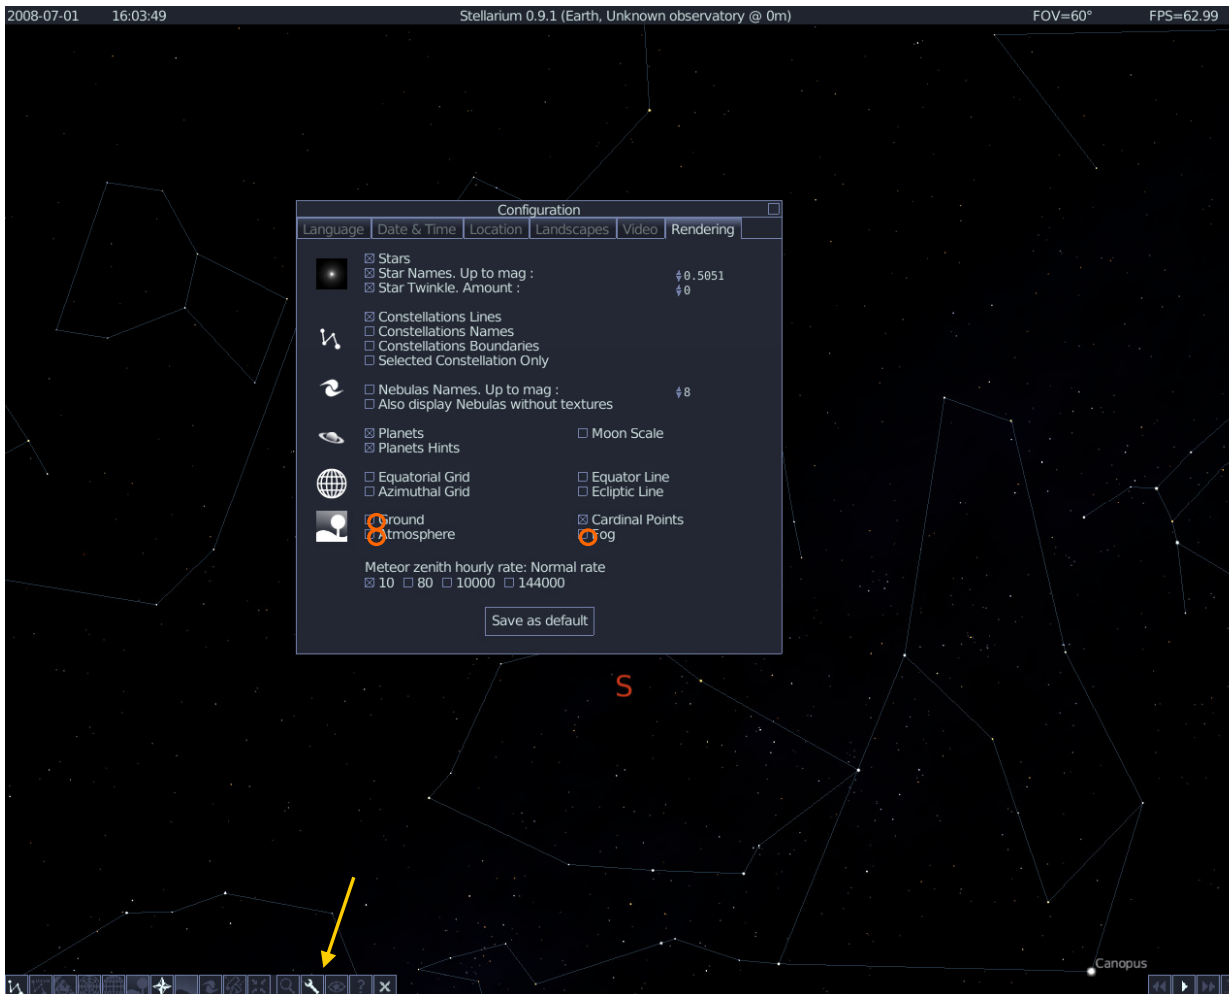 2008-07-01 16:03:49 Stellarium 0.9.1 (Earth, Unknown observatory @ 0m) FOV=60° FPS=62.99
Configuration
Language Date & Time Location Landscapes Video Rendering
Stars
Star Names. Up to mag : 0.5051
Star Twinkle. Amount : 0
Constellations Lines
Constellations Names
Constellations Boundaries
Selected Constellation Only
Nebulas Names. Up to mag : 8
Also display Nebulas without textures
Planets Moon Scale
Planets Hints
Equatorial Grid Equator Line
Azimuthal Grid Ecliptic Line
Ground Cardinal Points
Atmosphere Fog
Meteor zenith hourly rate: Normal rate
10 80 10000 144000
Save as default
S
Canopus